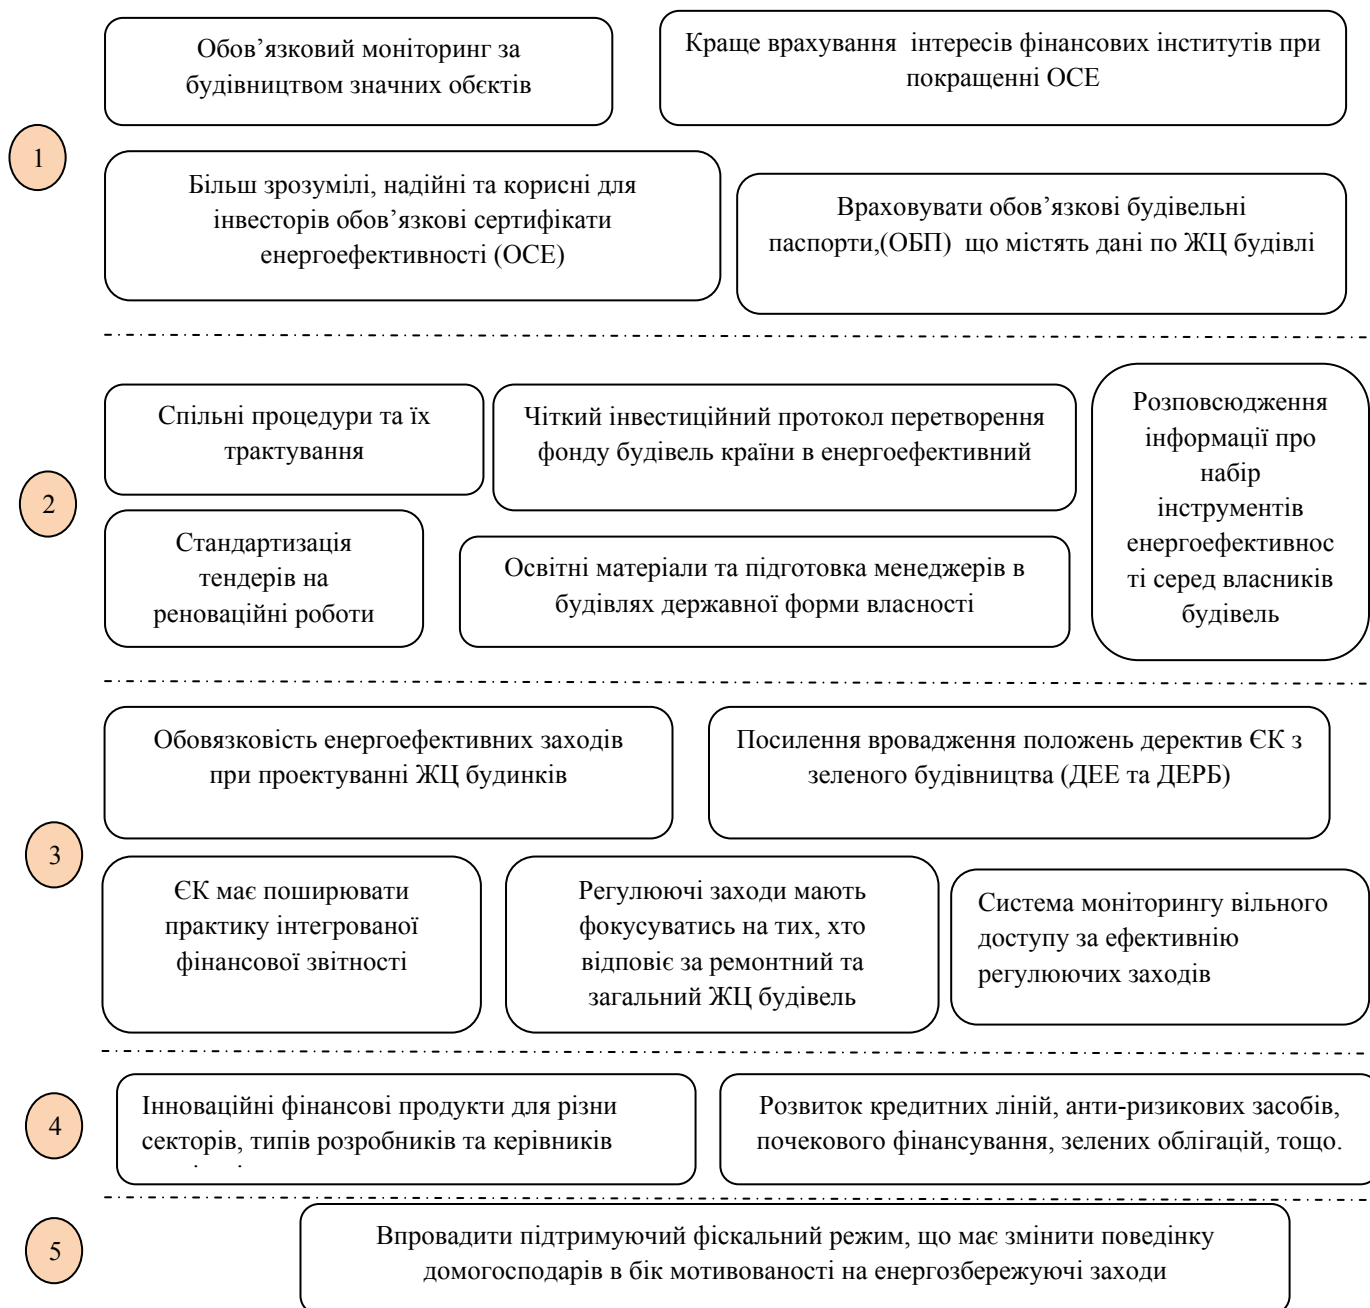 Обов’язковий моніторинг за
будівництвом значних обєктів
Краще врахування інтересів фінансових інститутів при
покращенні ОСЕ
1
Більш зрозумілі, надійні та корисні для
інвесторів обов’язкові сертифікати
енергоефективності (ОСЕ)
Враховувати обов’язкові будівельні
паспорти,(ОБП) що містять дані по ЖЦ будівлі
2
Спільні процедури та їх
трактування
Чіткий інвестиційний протокол перетворення
фонду будівель країни в енергоефективний
Розповсюдження
інформації про
набір
інструментів
енергоефективнос
ті серед власників
будівель
Стандартизація
тендерів на
реноваційні роботи
Освітні матеріали та підготовка менеджерів в
будівлях державної форми власності
3
Обовязковість енергоефективних заходів
при проектуванні ЖЦ будинків
Посилення вровадження положень деректив ЄК з
зеленого будівництва (ДЕЕ та ДЕРБ)
ЄК має поширювати
практику інтегрованої
фінансової звітності
Регулюючі заходи мають
фокусуватись на тих, хто
відповіє за ремонтний та
загальний ЖЦ будівель
Система моніторингу вільного
доступу за ефективнію
регулюючих заходів
4
Інноваційні фінансові продукти для різни
секторів, типів розробників та керівників
Розвиток кредитних ліній, анти-ризикових засобів,
почекового фінансування, зелених облігацій, тощо.
5
Впровадити підтримуючий фіскальний режим, що має змінити поведінку
домогосподарів в бік мотивованості на енергозбережуючі заходи